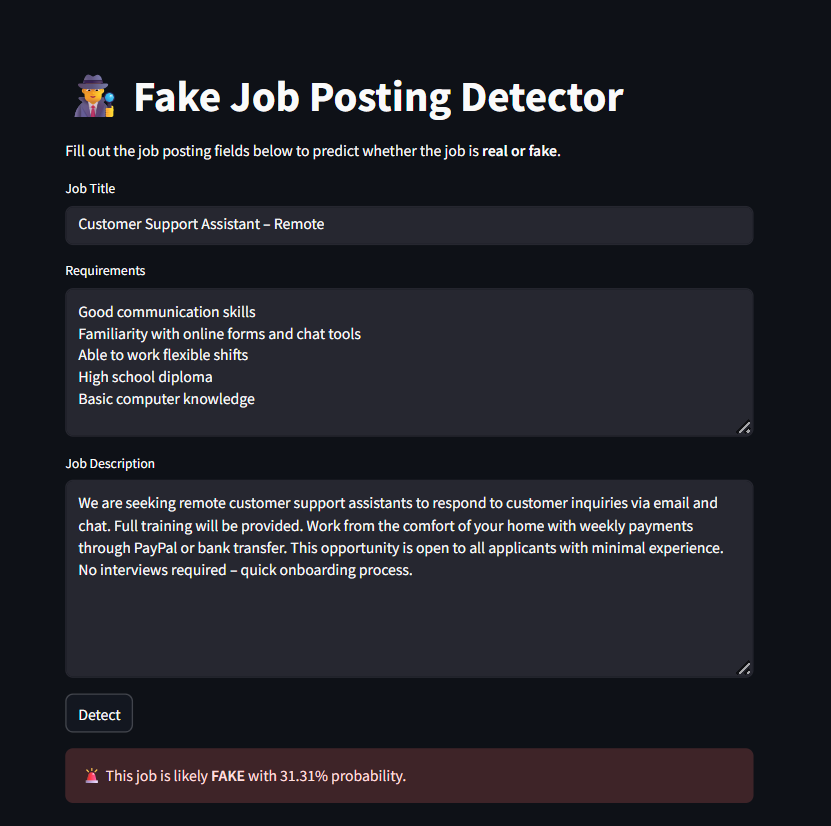 Fake Job Posting Detector
Fill out the job posting fields below to predict whether the job is real or fake.
Job Title
Customer Support Assistant – Remote
Requirements
Good communication skills
Familiarity with online forms and chat tools
Able to work flexible shifts
High school diploma
Basic computer knowledge
Job Description
We are seeking remote customer support assistants to respond to customer inquiries via email and
chat. Full training will be provided. Work from the comfort of your home with weekly payments
through PayPal or bank transfer. This opportunity is open to all applicants with minimal experience.
No interviews required – quick onboarding process.
Detect
This job is likely FAKE with 31.31% probability.